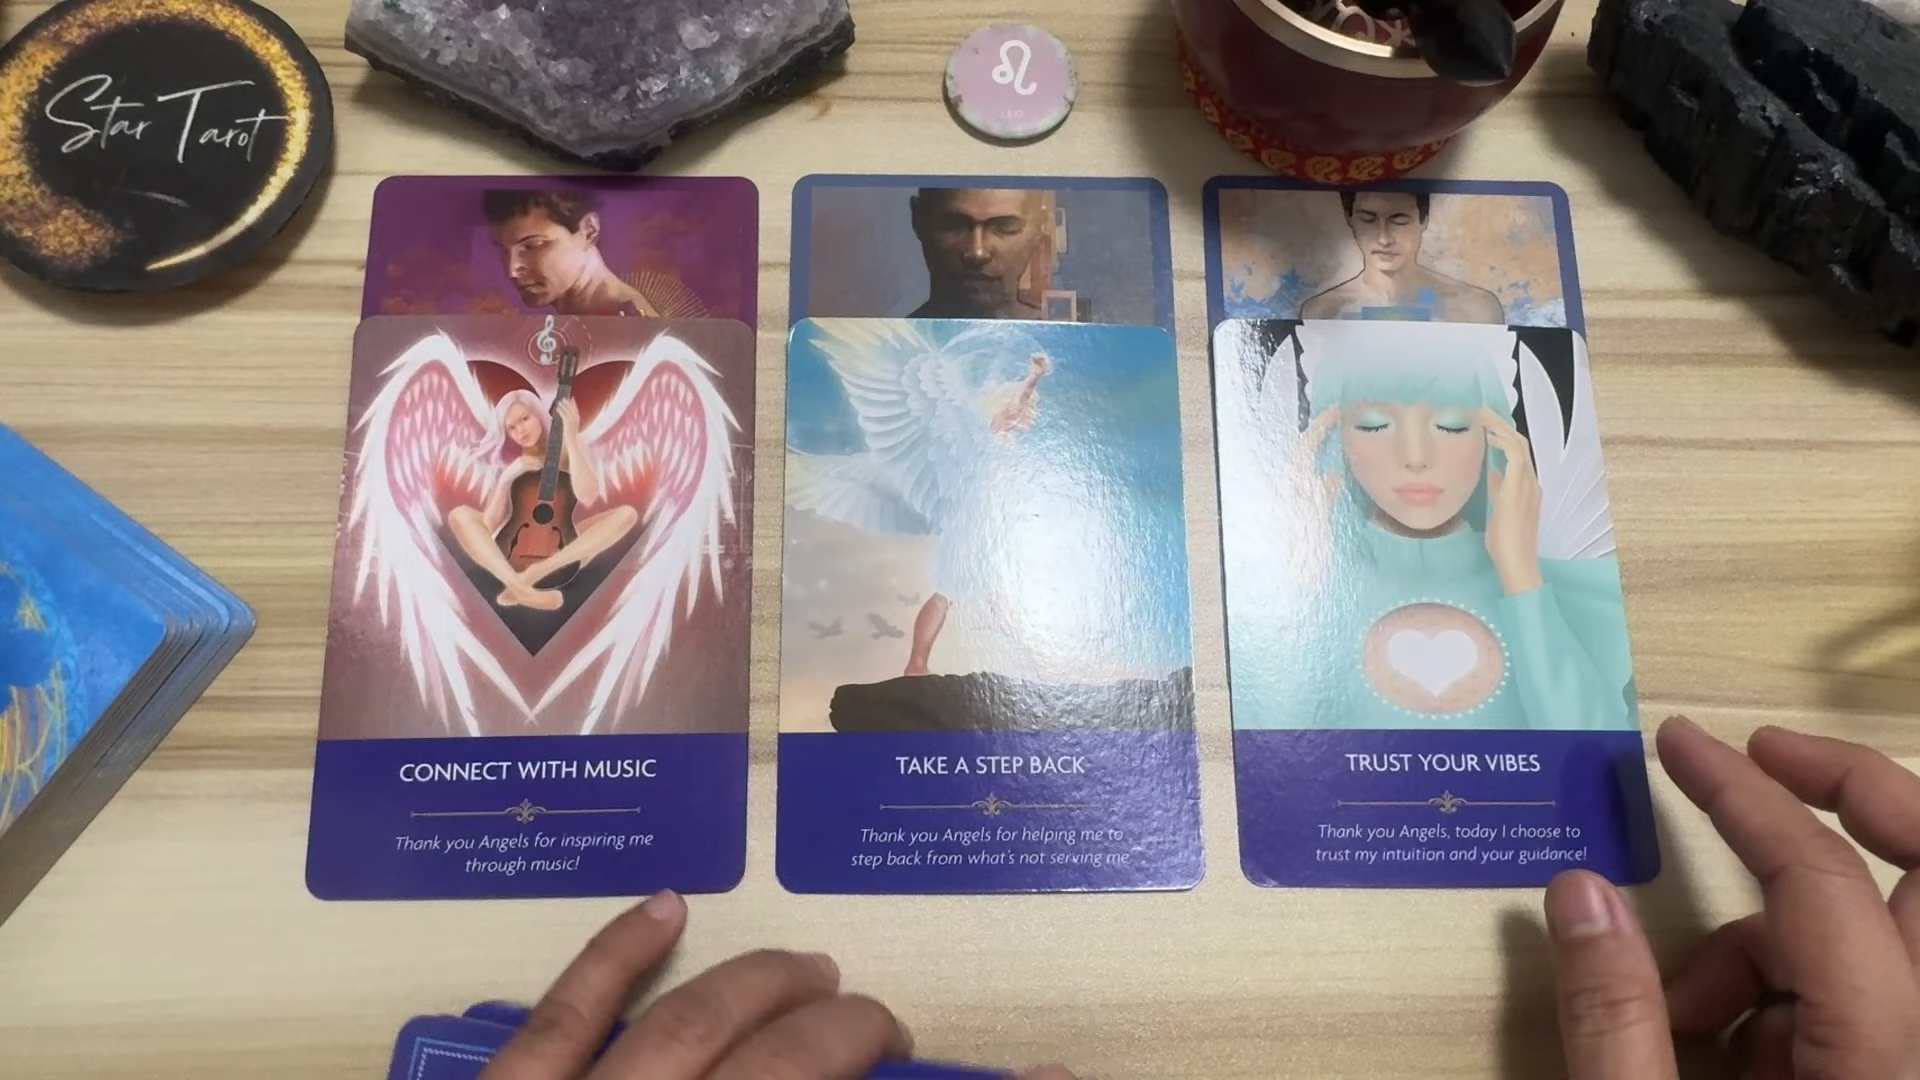 Star Tarot
LEO
CONNECT WITH MUSIC
Thank you Angels for inspiring me
through music!
TAKE A STEP BACK
Thank you Angels for helping me to
step back from what's not serving me
TRUST YOUR VIBES
Thank you Angels, today I choose to
trust my intuition and your guidance!